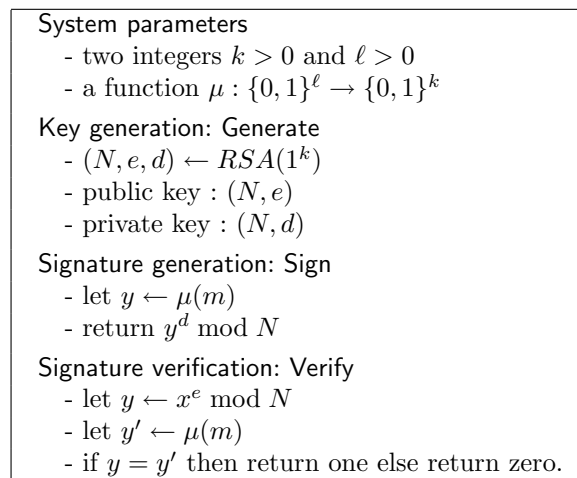 System parameters
- two integers k > 0 and ℓ > 0
- a function μ : {0, 1}^ℓ → {0, 1}^k
Key generation: Generate
- (N, e, d) ← RSA(1^k)
- public key : (N, e)
- private key : (N, d)
Signature generation: Sign
- let y ← μ(m)
- return y^d mod N
Signature verification: Verify
- let y ← x^e mod N
- let y′ ← μ(m)
- if y = y′ then return one else return zero.